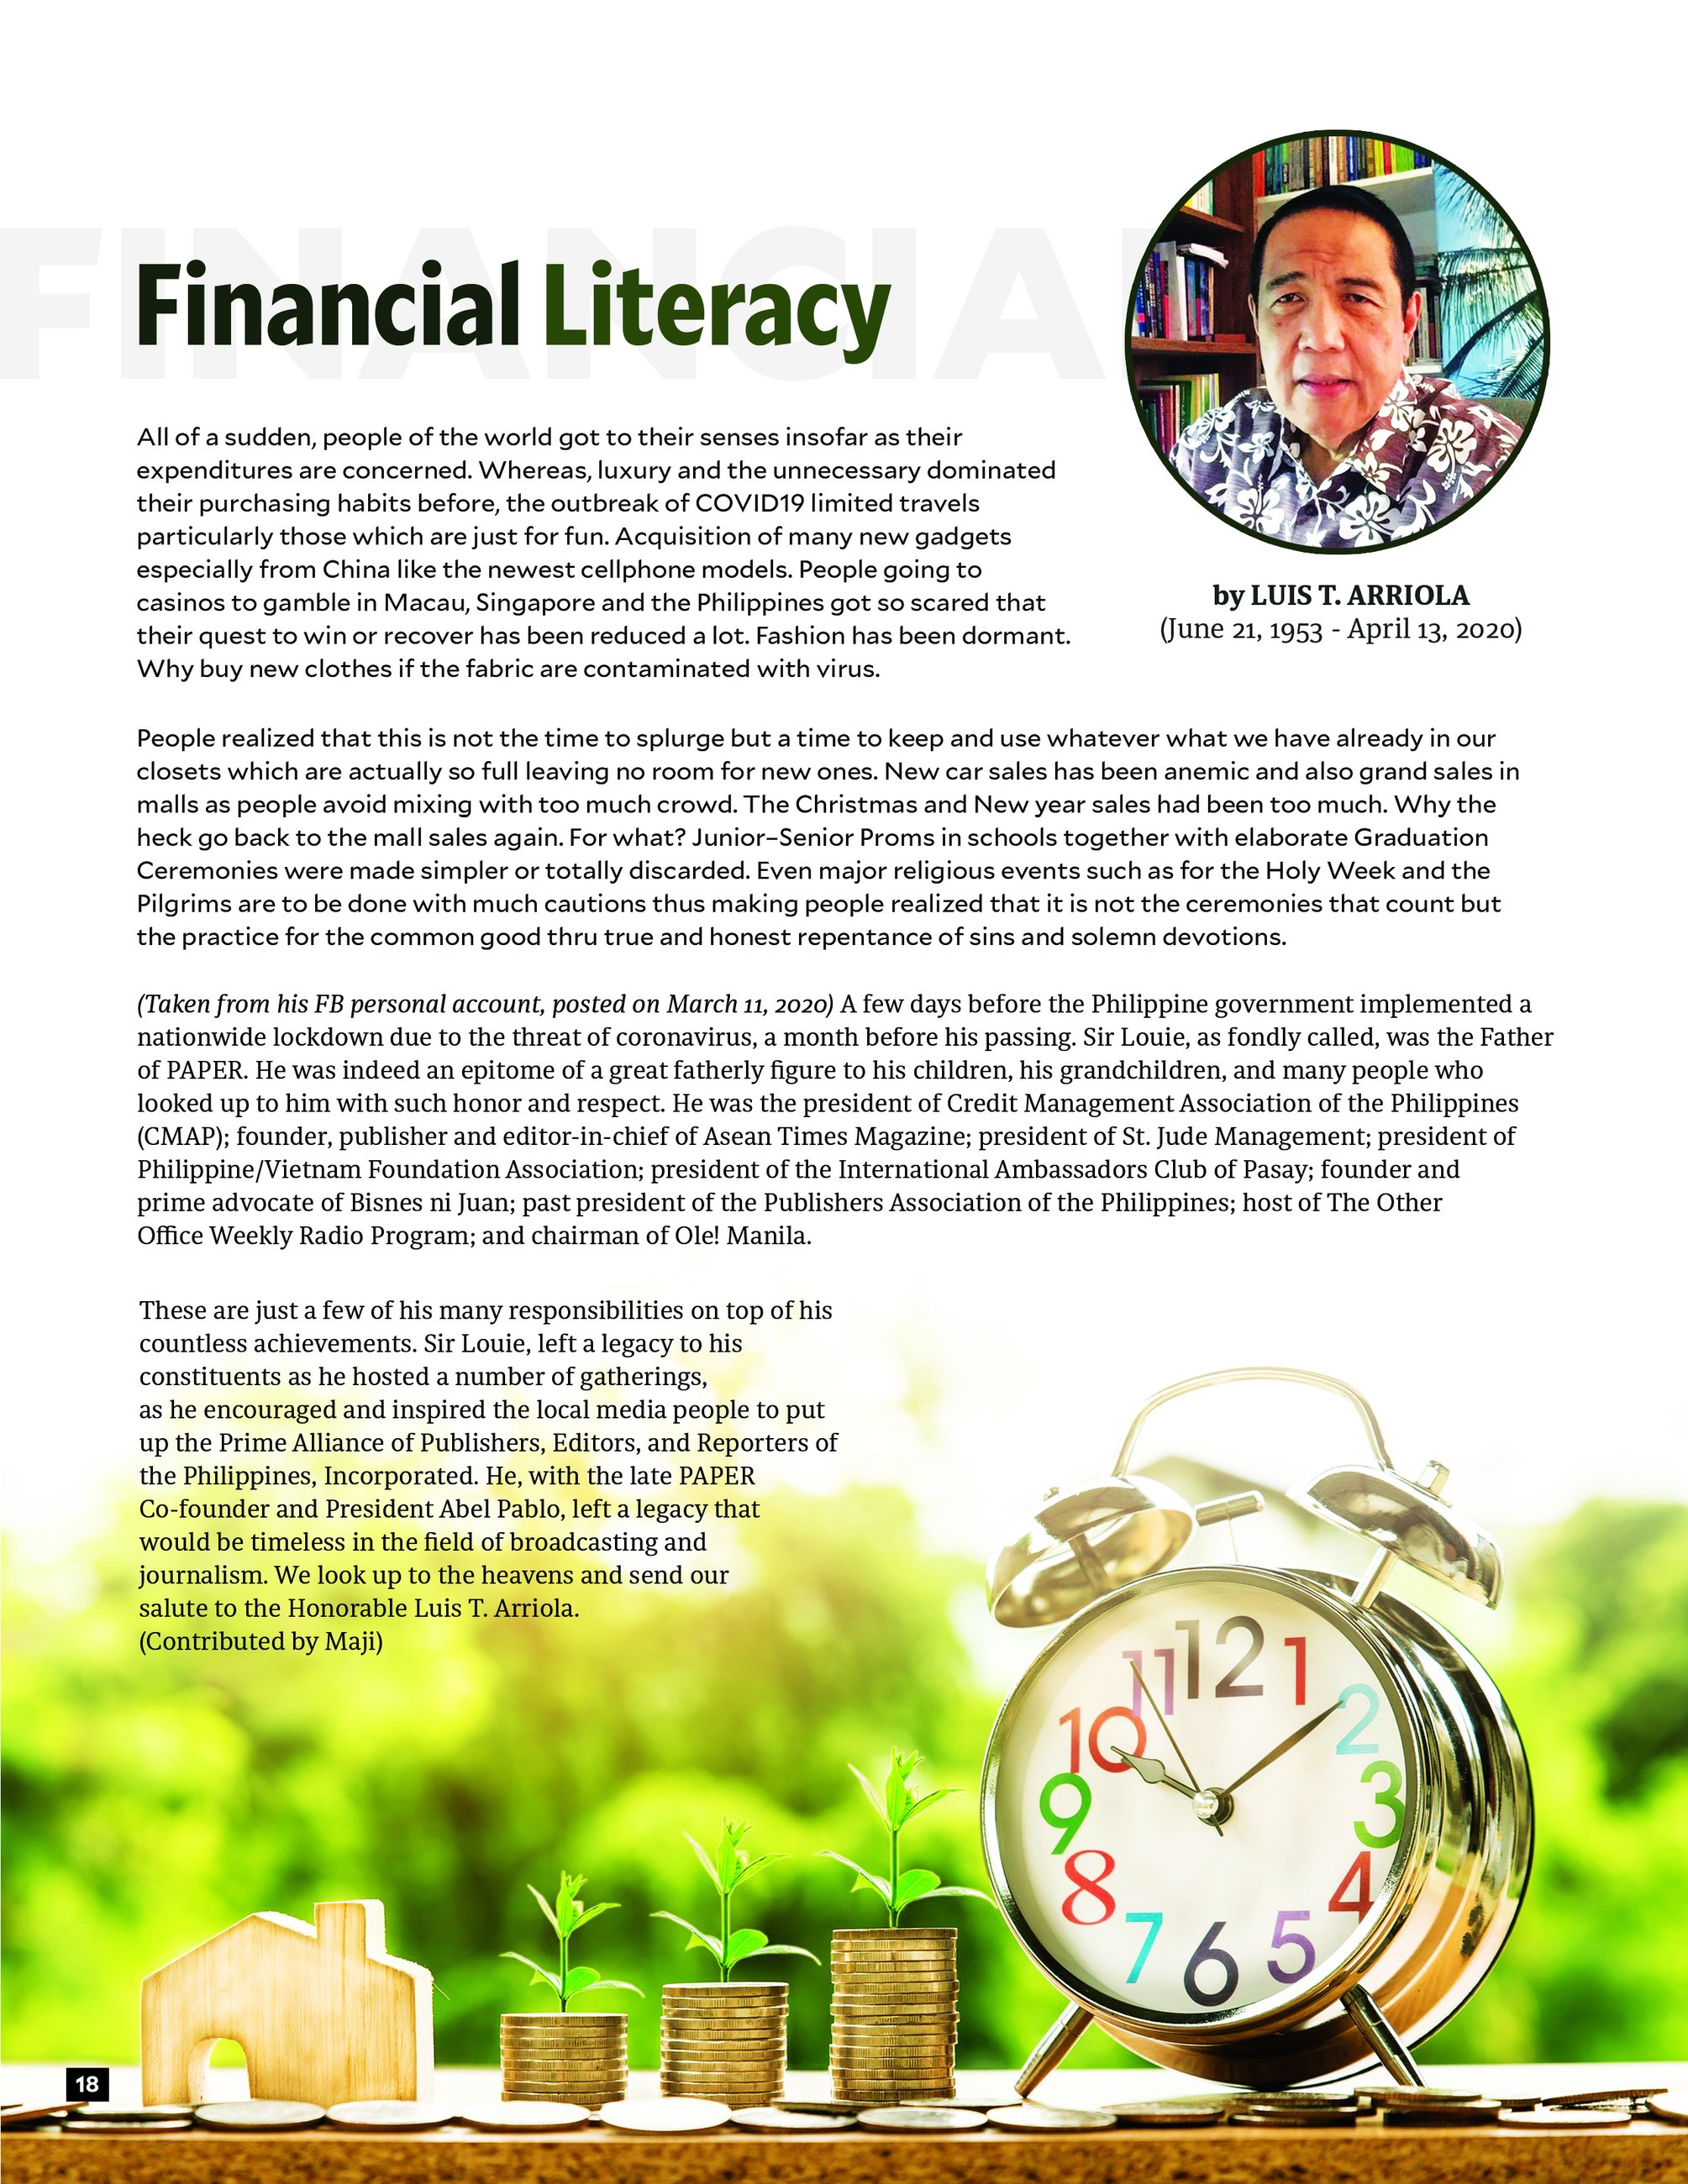 FINANCIAL
Financial Literacy
All of a sudden, people of the world got to their senses insofar as their
expenditures are concerned. Whereas, luxury and the unnecessary dominated
their purchasing habits before, the outbreak of COVID19 limited travels
particularly those which are just for fun. Acquisition of many new gadgets
especially from China like the newest cellphone models. People going to
casinos to gamble in Macau, Singapore and the Philippines got so scared that
their quest to win or recover has been reduced a lot. Fashion has been dormant.
Why buy new clothes if the fabric are contaminated with virus.
by LUIS T. ARRIOLA
(June 21, 1953 - April 13, 2020)
People realized that this is not the time to splurge but a time to keep and use whatever what we have already in our
closets which are actually so full leaving no room for new ones. New car sales has been anemic and also grand sales in
malls as people avoid mixing with too much crowd. The Christmas and New year sales had been too much. Why the
heck go back to the mall sales again. For what? Junior–Senior Proms in schools together with elaborate Graduation
Ceremonies were made simpler or totally discarded. Even major religious events such as for the Holy Week and the
Pilgrims are to be done with much cautions thus making people realized that it is not the ceremonies that count but
the practice for the common good thru true and honest repentance of sins and solemn devotions.
(Taken from his FB personal account, posted on March 11, 2020) A few days before the Philippine government implemented a
nationwide lockdown due to the threat of coronavirus, a month before his passing. Sir Louie, as fondly called, was the Father
of PAPER. He was indeed an epitome of a great fatherly figure to his children, his grandchildren, and many people who
looked up to him with such honor and respect. He was the president of Credit Management Association of the Philippines
(CMAP); founder, publisher and editor-in-chief of Asean Times Magazine; president of St. Jude Management; president of
Philippine/Vietnam Foundation Association; president of the International Ambassadors Club of Pasay; founder and
prime advocate of Bisnes ni Juan; past president of the Publishers Association of the Philippines; host of The Other
Office Weekly Radio Program; and chairman of Ole! Manila.
These are just a few of his many responsibilities on top of his
countless achievements. Sir Louie, left a legacy to his
constituents as he hosted a number of gatherings,
as he encouraged and inspired the local media people to put
up the Prime Alliance of Publishers, Editors, and Reporters of
the Philippines, Incorporated. He, with the late PAPER
Co-founder and President Abel Pablo, left a legacy that
would be timeless in the field of broadcasting and
journalism. We look up to the heavens and send our
salute to the Honorable Luis T. Arriola.
(Contributed by Maji)
12
1
2
3
4
5
6
7
8
9
10
11
18